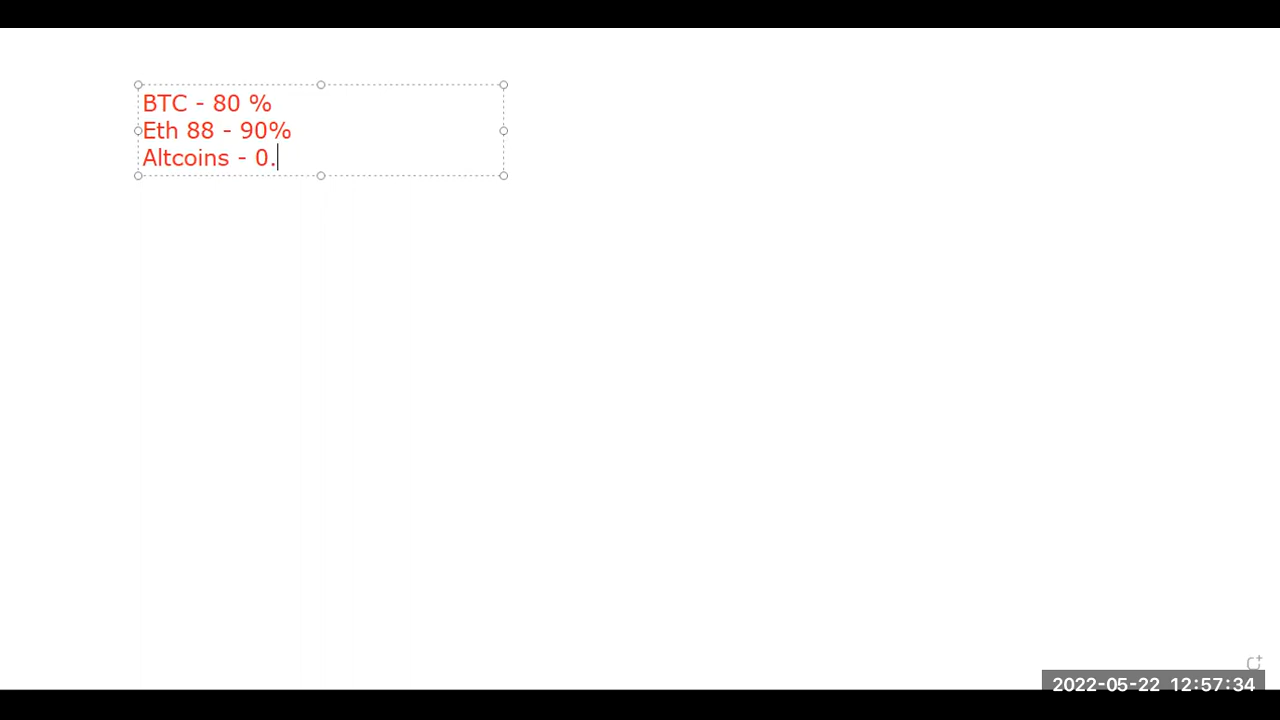 BTC - 80 %
Eth 88 - 90%
Altcoins - 0.
2022-05-22 12:57:34